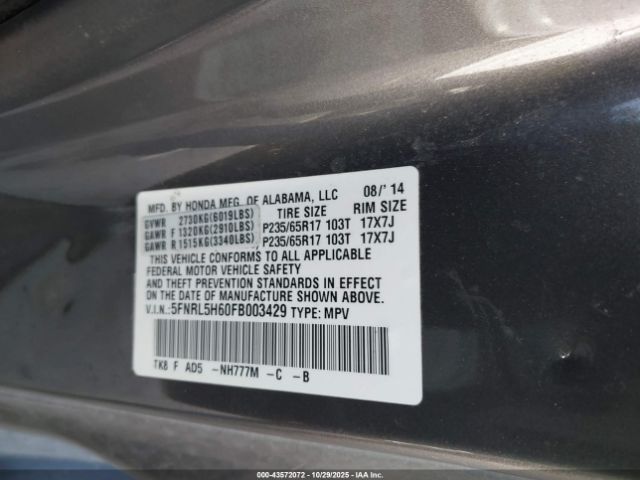 MFD. BY HONDA MFG. OF ALABAMA, LLC 08/'14
GVWR 2730KG(6019LBS) TIRE SIZE RIM SIZE
GAWR F 1320KG(2910LBS) P235/65R17 103T 17X7J
GAWR R 1515KG(3340LBS) P235/65R17 103T 17X7J
THIS VEHICLE CONFORMS TO ALL APPLICABLE
FEDERAL MOTOR VEHICLE SAFETY
AND THEFT PREVENTION STANDARDS IN EFFECT
ON THE DATE OF MANUFACTURE SHOWN ABOVE.
V.I.N.: 5FNRL5H60FB003429 TYPE: MPV
TK8 F AD5 -NH777M -C -B
© - 43572072 - 10/29/2025 - IAAI.COM